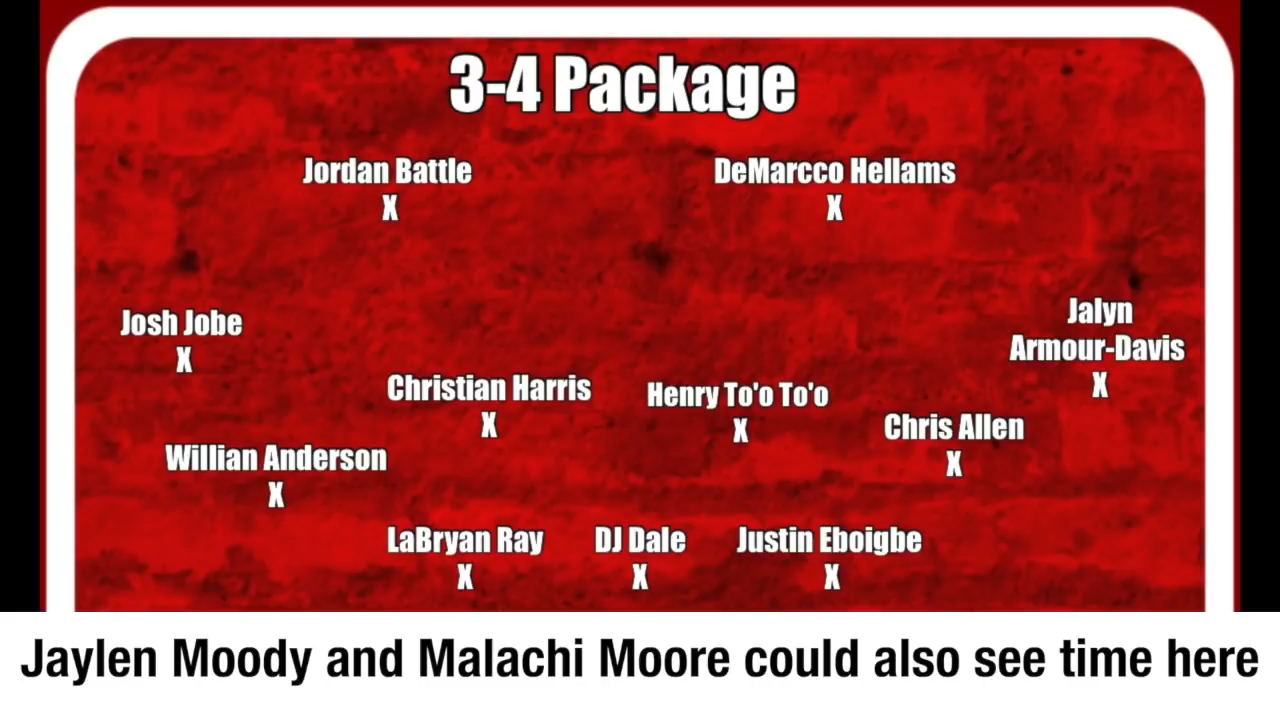 3-4 Package
Jordan Battle
DeMarcco Hellams
X
X
Josh Jobe
X
Jalyn
Armour-Davis
X
Christian Harris
X
Henry To'o To'o
X
Chris Allen
X
Willian Anderson
X
LaBryan Ray
DJ Dale
Justin Eboigbe
X
X
X
Jaylen Moody and Malachi Moore could also see time here